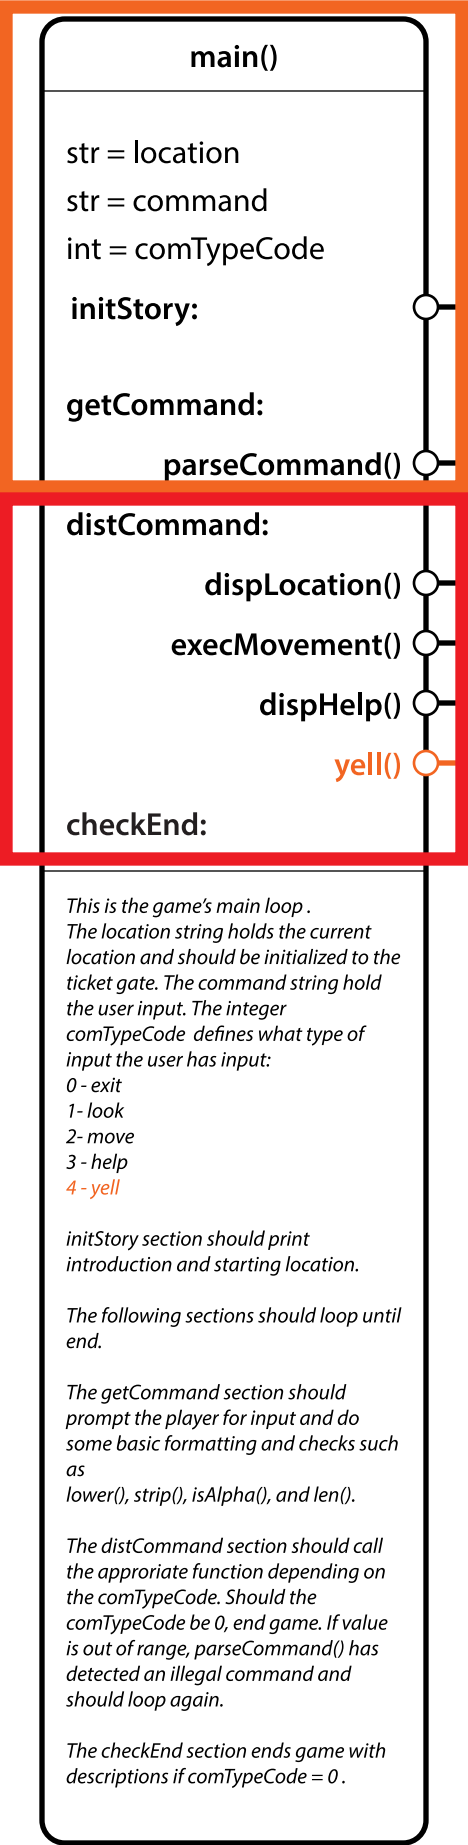 main()
str = location
str = command
int = comTypeCode
initStory:
getCommand:
parseCommand()
distCommand:
dispLocation()
execMovement()
dispHelp()
yell()
checkEnd:
This is the game's main loop .
The location string holds the current
location and should be initialized to the
ticket gate. The command string hold
the user input. The integer
comTypeCode  defines what type of
input the user has input:
0 - exit
1- look
2- move
3 - help
4 - yell
initStory section should print
introduction and starting location.
The following sections should loop until
end.
The getCommand section should
prompt the player for input and do
some basic formatting and checks such
as
lower(), strip(), isAlpha(), and len().
The distCommand section should call
the approriate function depending on
the comTypeCode. Should the
comTypeCode be 0, end game. If value
is out of range, parseCommand() has
detected an illegal command and
should loop again.
The checkEnd section ends game with
descriptions if comTypeCode = 0 .